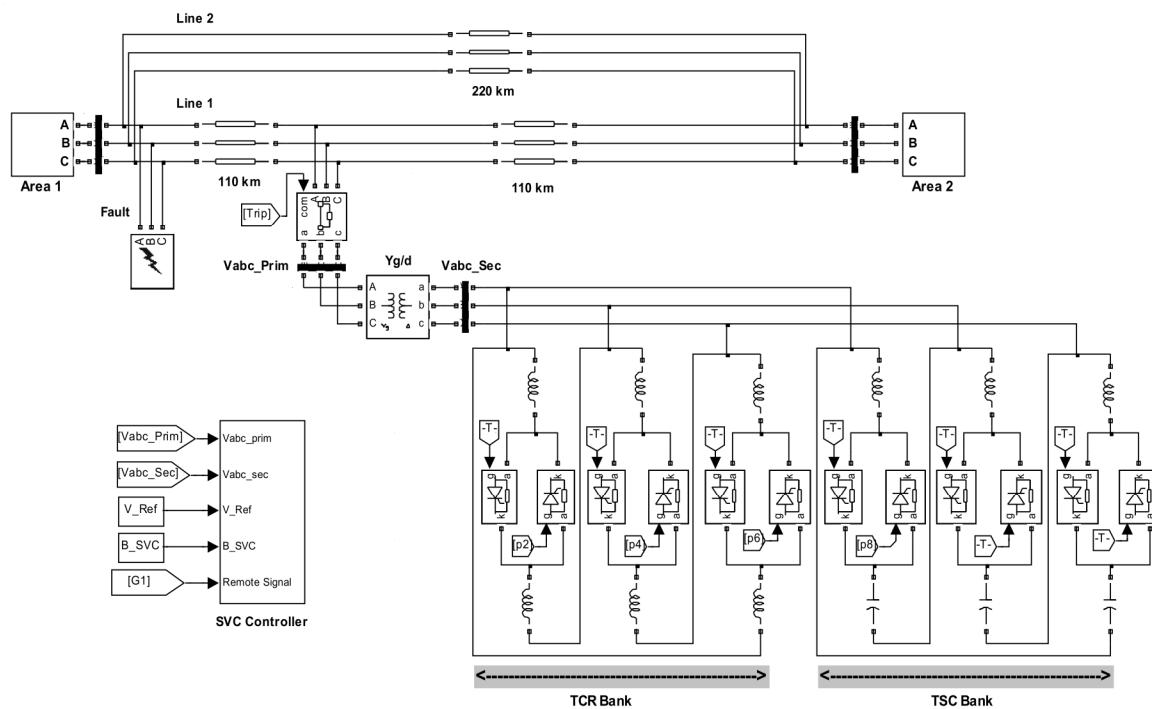 Line 2
220 km
Line 1
A
B
C
A
B
C
Area 1
110 km
110 km
Area 2
Fault
A
B
C
[Trip]
com
A
B
C
a
b
c
Vabc_Prim
Yg/d
Vabc_Sec
A
B
C
Yg
Δ
a
b
c
-T-
-T-
-T-
-T-
-T-
-T-
g
a
k
k
g
a
g
a
k
k
g
a
g
a
k
k
g
a
g
a
k
k
g
a
g
a
k
k
g
a
g
a
k
k
g
a
[p2
[p4
[p6
[p8
-T-
-T-
[Vabc_Prim]
Vabc_prim
[Vabc_Sec]
Vabc_sec
V_Ref
V_Ref
B_SVC
B_SVC
[G1]
Remote Signal
SVC Controller
<---------------------------->
<---------------------------->
TCR Bank
TSC Bank